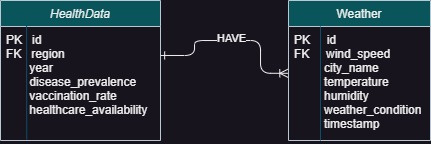 HealthData
PK id
FK region
year
disease_prevalence
vaccination_rate
healthcare_availability
HAVE
Weather
PK id
FK wind_speed
city_name
temperature
humidity
weather_condition
timestamp